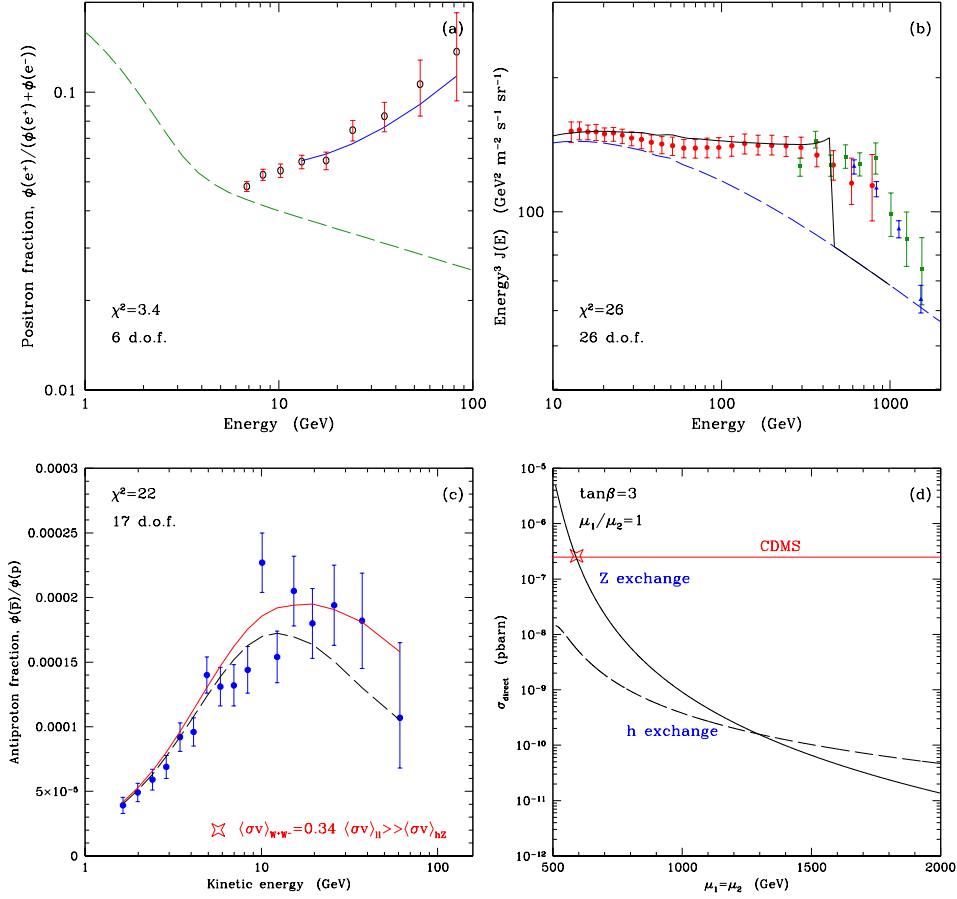 (a)
Positron fraction, ϕ(e⁺)/(ϕ(e⁺)+ϕ(e⁻))
0.1
0.01
χ²=3.4
6 d.o.f.
1
10
100
Energy (GeV)
(b)
Energy³ J(E) (GeV² m⁻² s⁻¹ sr⁻¹)
100
χ²=26
26 d.o.f.
10
100
1000
Energy (GeV)
(c)
χ²=22
17 d.o.f.
Antiproton fraction, ϕ(p̅)/ϕ(p)
0.0003
0.00025
0.0002
0.00015
0.0001
5×10⁻⁵
0
⟨σv⟩W⁺W⁻=0.34 ⟨σv⟩ll>>⟨σv⟩hZ
1
10
100
Kinetic energy (GeV)
(d)
tanβ=3
μ₁/μ₂=1
CDMS
Z exchange
h exchange
σdirect (pbarn)
10⁻⁵
10⁻⁶
10⁻⁷
10⁻⁸
10⁻⁹
10⁻¹⁰
10⁻¹¹
10⁻¹²
500
1000
1500
2000
μ₁=μ₂ (GeV)